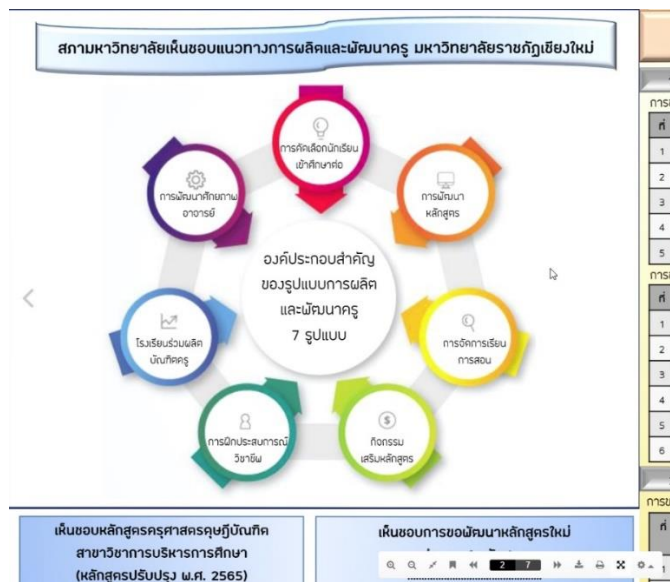 สภามหาวิทยาลัยเห็นชอบแนวทางการผลิตและพัฒนาครู มหาวิทยาลัยราชภัฏเชียงใหม่
การคัดเลือกนักเรียน
เข้าศึกษาต่อ
การพัฒนา
หลักสูตร
การจัดการเรียน
การสอน
กิจกรรม
เสริมหลักสูตร
การฝึกประสบการณ์
วิชาชีพ
โรงเรียนร่วมผลิต
บัณฑิตครู
การพัฒนาศักยภาพ
อาจารย์
องค์ประกอบสำคัญ
ของรูปแบบการผลิต
และพัฒนาครู
7 รูปแบบ
เห็นชอบหลักสูตรครุศาสตรดุษฎีบัณฑิต
สาขาวิชาการบริหารการศึกษา
(หลักสูตรปรับปรุง พ.ศ. 2565)
เห็นชอบการขอพัฒนาหลักสูตรใหม่
2 7
ที่
1
2
3
4
5
ที่
1
2
3
4
5
6
ที่